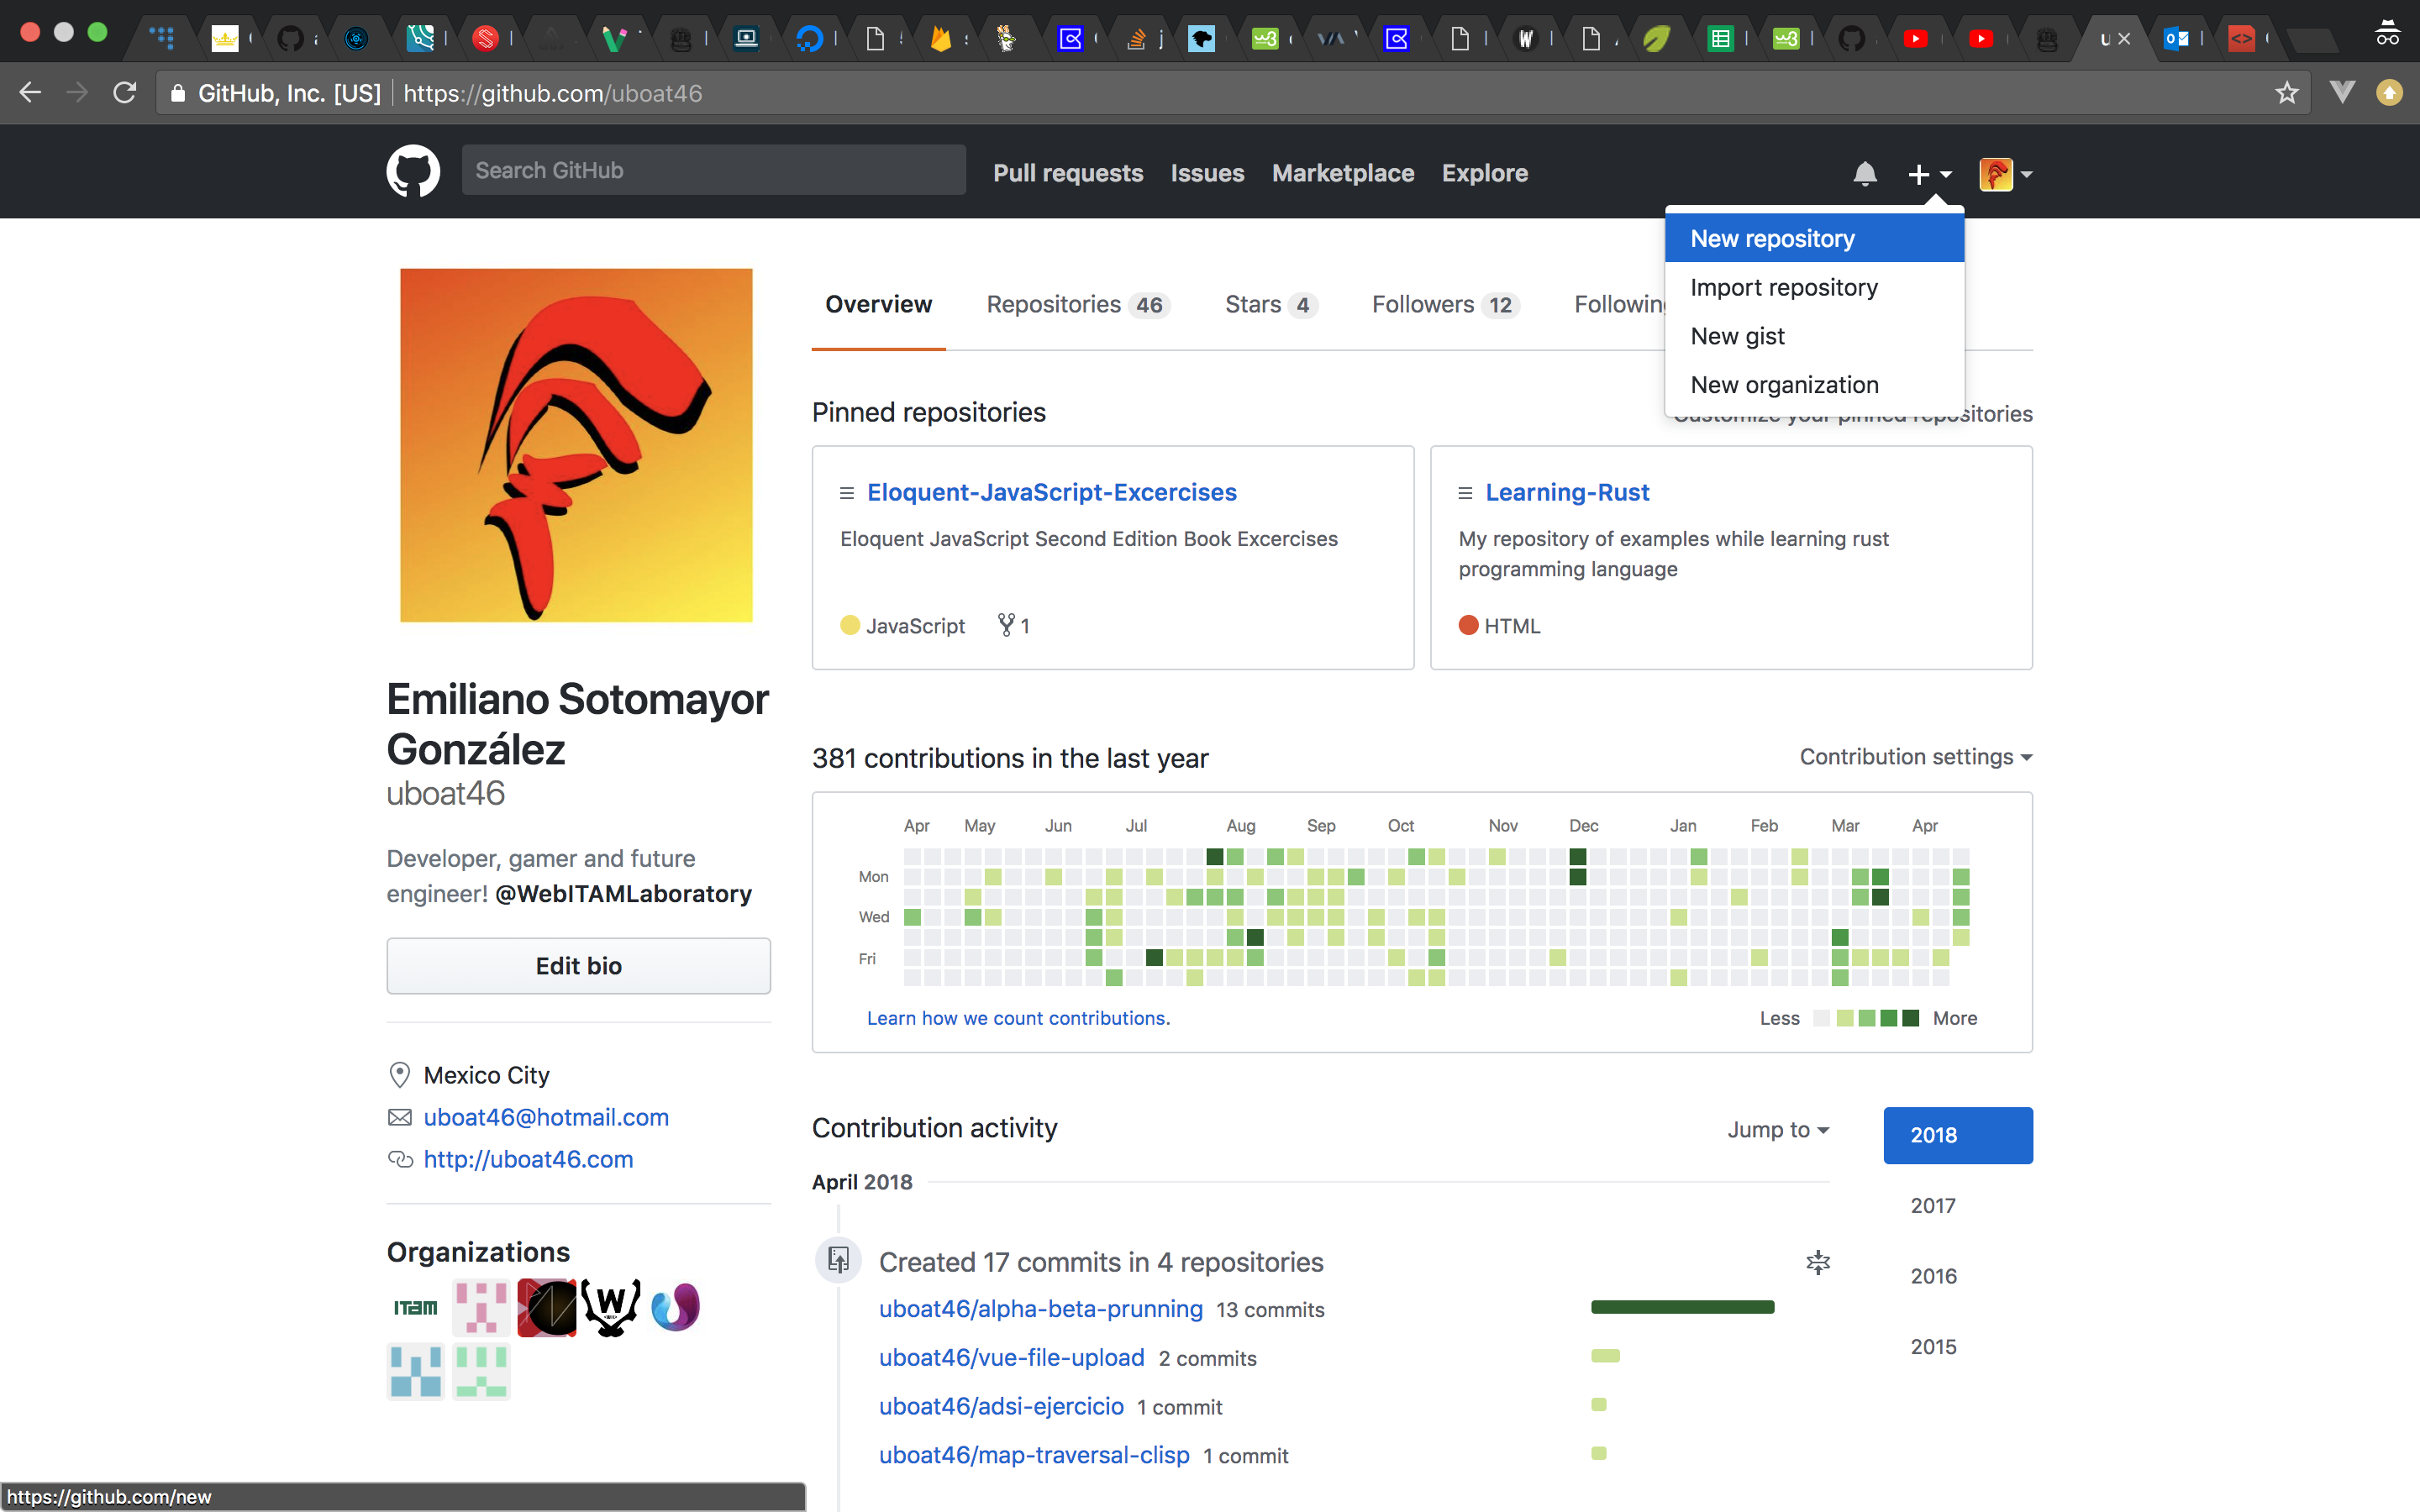 GitHub, Inc. [US] https://github.com/uboat46
Search GitHub
Pull requests Issues Marketplace Explore
New repository
Import repository
New gist
New organization
Overview Repositories 46 Stars 4 Followers 12 Following
Pinned repositories
Customize your pinned repositories
Eloquent-JavaScript-Excercises
Eloquent JavaScript Second Edition Book Excercises
JavaScript 1
Learning-Rust
My repository of examples while learning rust
programming language
HTML
Emiliano Sotomayor
González
uboat46
Developer, gamer and future
engineer! @WebITAMLaboratory
Edit bio
Mexico City
uboat46@hotmail.com
http://uboat46.com
Organizations
ITAM
W
381 contributions in the last year
Contribution settings
Apr May Jun Jul Aug Sep Oct Nov Dec Jan Feb Mar Apr
Mon
Wed
Fri
Learn how we count contributions.
Less More
Contribution activity
Jump to
2018
2017
2016
2015
April 2018
Created 17 commits in 4 repositories
uboat46/alpha-beta-prunning 13 commits
uboat46/vue-file-upload 2 commits
uboat46/adsi-ejercicio 1 commit
uboat46/map-traversal-clisp 1 commit
https://github.com/new